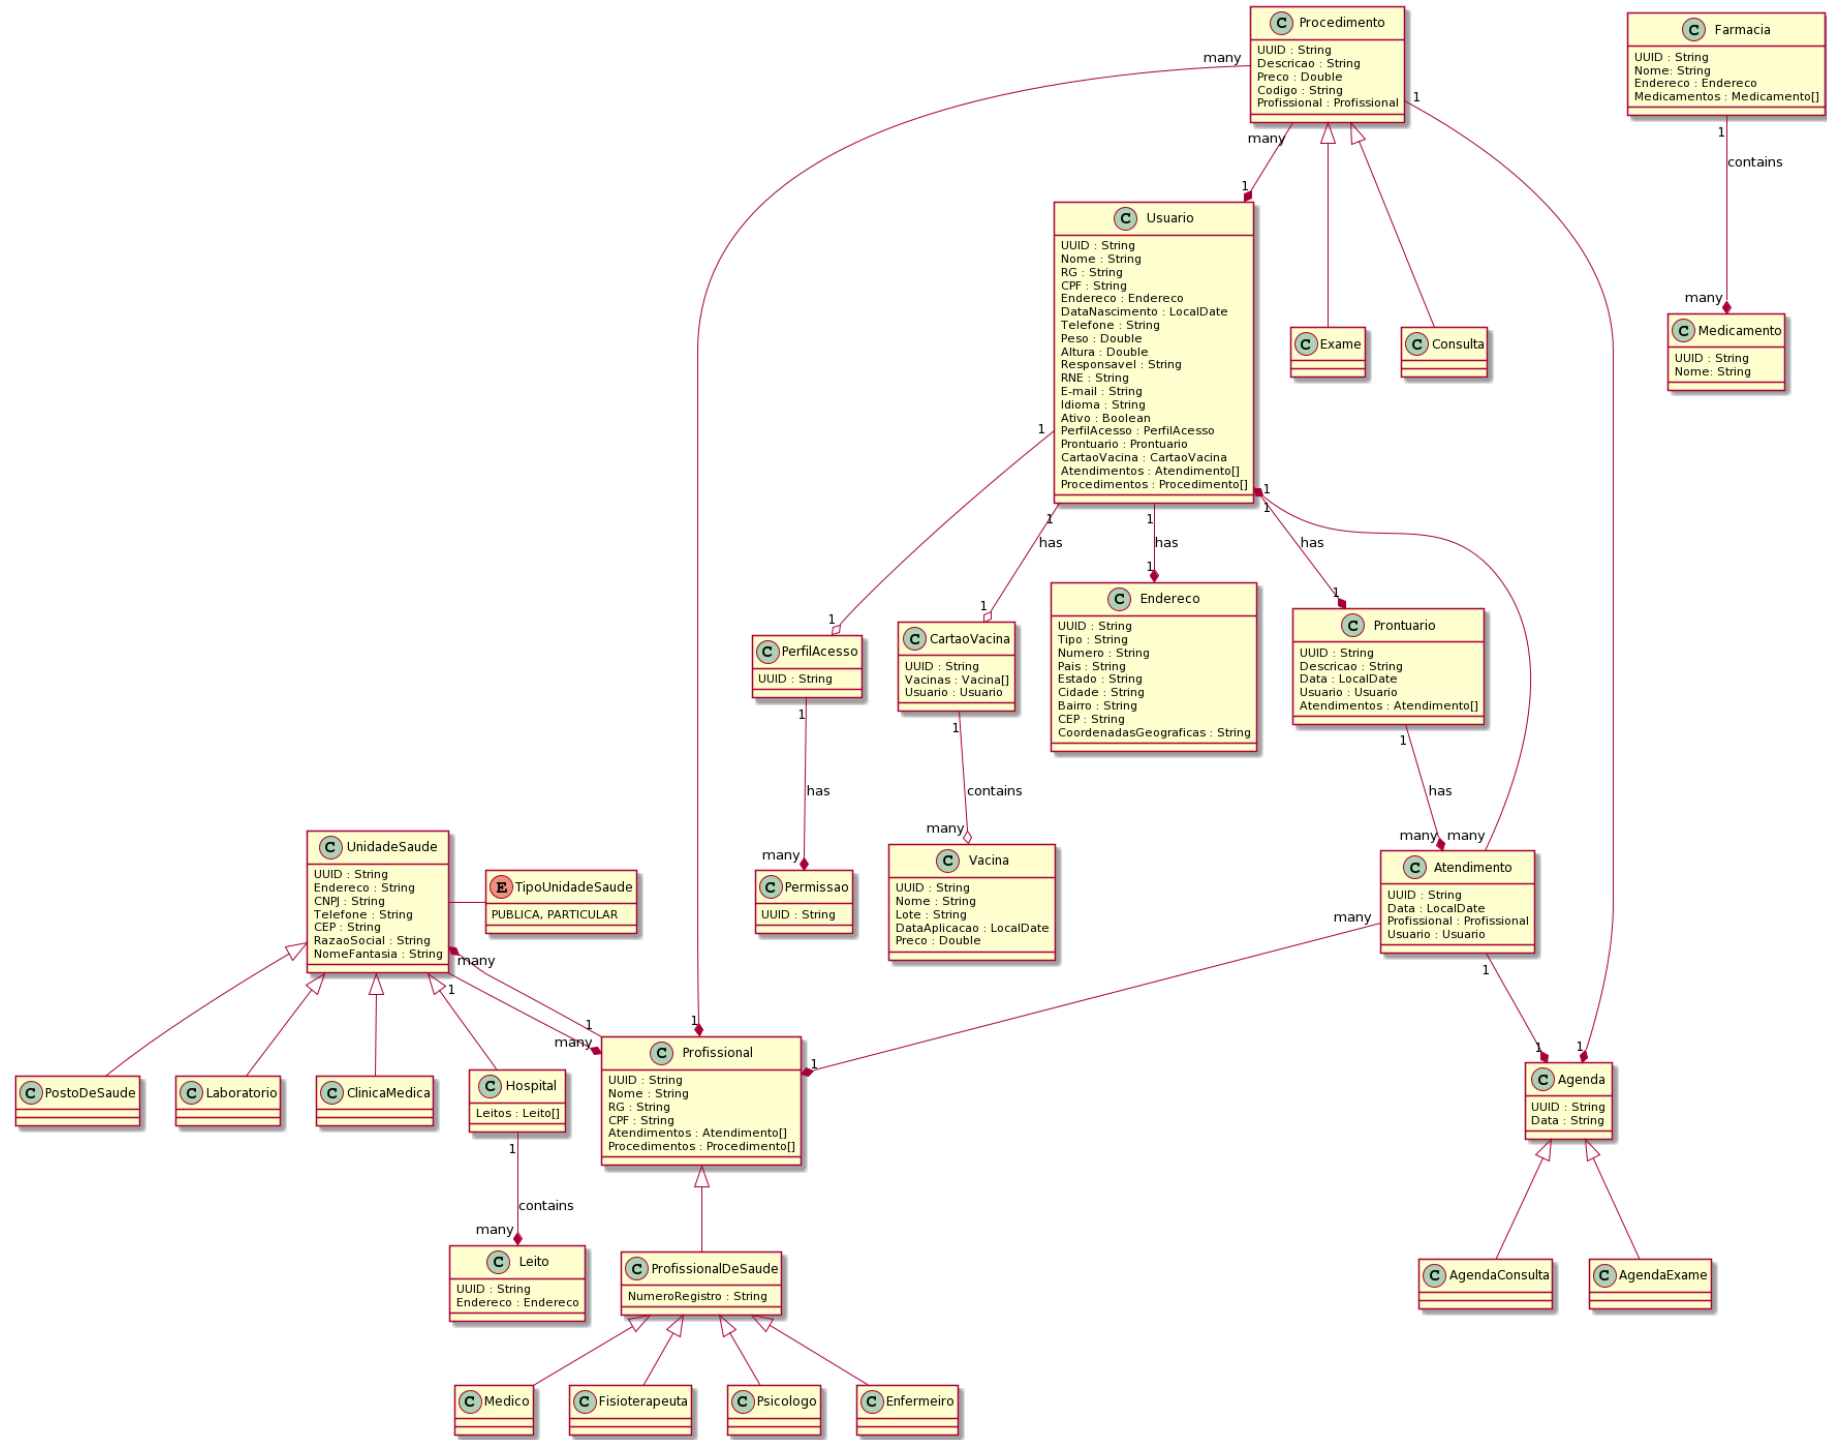 C Procedimento
UUID : String
Descricao : String
Preco : Double
Codigo : String
Profissional : Profissional
C Farmacia
UUID : String
Nome: String
Endereco : Endereco
Medicamentos : Medicamento[]
many
1
many
1
1
contains
many
C Usuario
UUID : String
Nome : String
RG : String
CPF : String
Endereco : Endereco
DataNascimento : LocalDate
Telefone : String
Peso : Double
Altura : Double
Responsavel : String
RNE : String
E-mail : String
Idioma : String
Ativo : Boolean
PerfilAcesso : PerfilAcesso
Prontuario : Prontuario
CartaoVacina : CartaoVacina
Atendimentos : Atendimento[]
Procedimentos : Procedimento[]
C Exame
C Consulta
C Medicamento
UUID : String
Nome: String
1
1
1
1
1
has
has
has
1
1
1
1
C PerfilAcesso
UUID : String
C CartaoVacina
UUID : String
Vacinas : Vacina[]
Usuario : Usuario
C Endereco
UUID : String
Tipo : String
Numero : String
Pais : String
Estado : String
Cidade : String
Bairro : String
CEP : String
CoordenadasGeograficas : String
C Prontuario
UUID : String
Descricao : String
Data : LocalDate
Usuario : Usuario
Atendimentos : Atendimento[]
1
has
many
1
contains
many
1
has
many
many
C UnidadeSaude
UUID : String
Endereco : String
CNPJ : String
Telefone : String
CEP : String
RazaoSocial : String
NomeFantasia : String
E TipoUnidadeSaude
PUBLICA, PARTICULAR
C Permissao
UUID : String
C Vacina
UUID : String
Nome : String
Lote : String
DataAplicacao : LocalDate
Preco : Double
C Atendimento
UUID : String
Data : LocalDate
Profissional : Profissional
Usuario : Usuario
many
many
1
1
1
many
1
1
1
1
C PostoDeSaude
C Laboratorio
C ClinicaMedica
C Hospital
Leitos : Leito[]
C Profissional
UUID : String
Nome : String
RG : String
CPF : String
Atendimentos : Atendimento[]
Procedimentos : Procedimento[]
C Agenda
UUID : String
Data : String
1
contains
many
C Leito
UUID : String
Endereco : Endereco
C ProfissionalDeSaude
NumeroRegistro : String
C AgendaConsulta
C AgendaExame
C Medico
C Fisioterapeuta
C Psicologo
C Enfermeiro